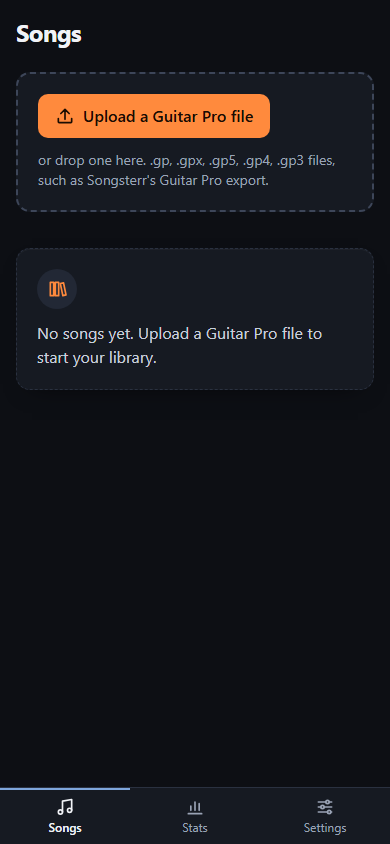 Songs
Upload a Guitar Pro file
or drop one here. .gp, .gpx, .gp5, .gp4, .gp3 files,
such as Songsterr's Guitar Pro export.
No songs yet. Upload a Guitar Pro file to
start your library.
Songs
Stats
Settings